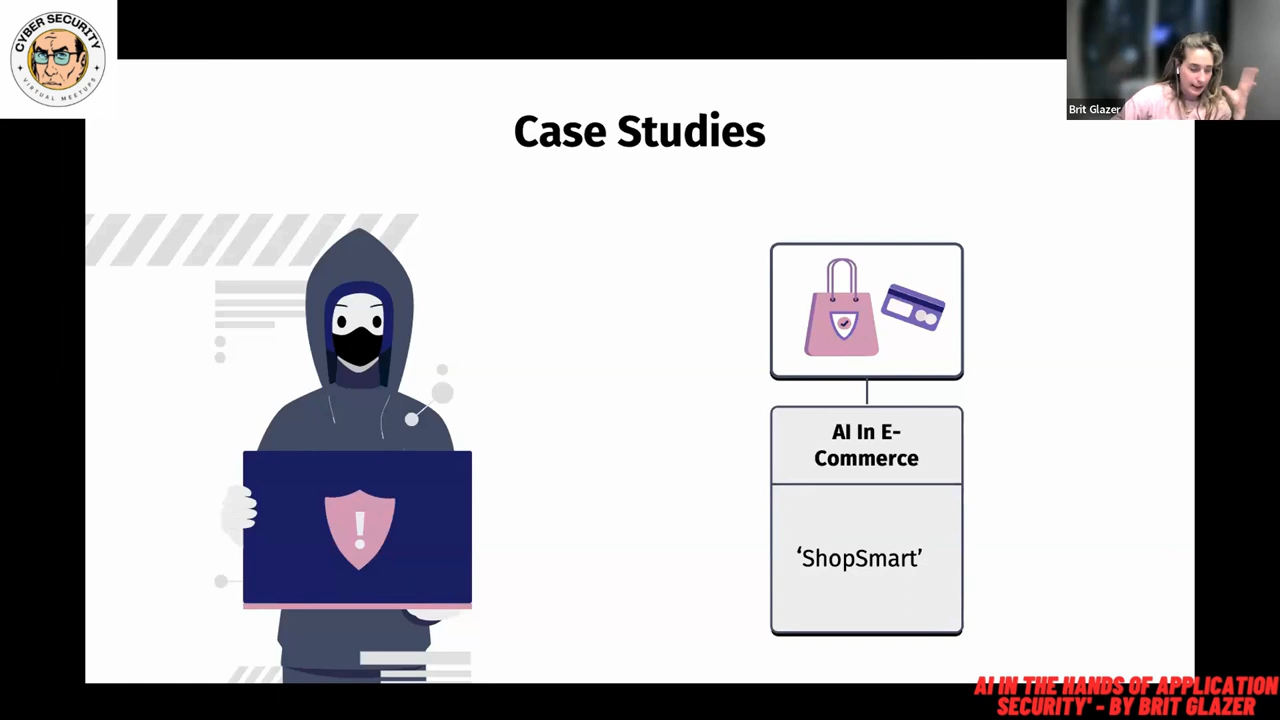 CYBER SECURITY
VIRTUAL MEETUPS
Brit Glazer
Case Studies
!
AI In E-
Commerce
‘ShopSmart’
AI IN THE HANDS OF APPLICATION
SECURITY' - BY BRIT GLAZER